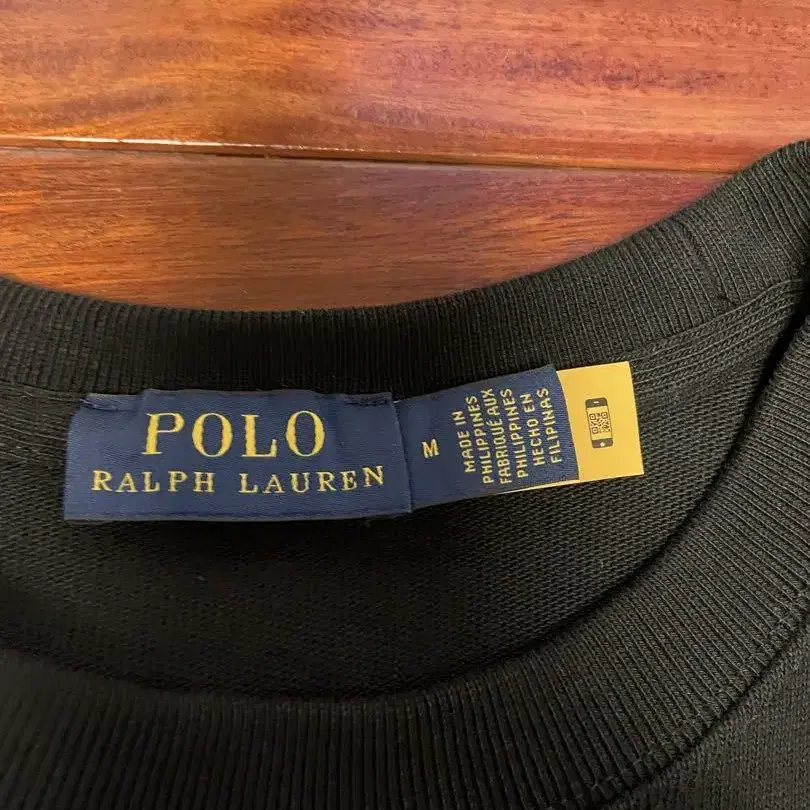 POLO
RALPH LAUREN
M
MADE IN
PHILIPPINES
FABRIQUÉ AUX
PHILIPPINES
HECHO EN
FILIPINAS